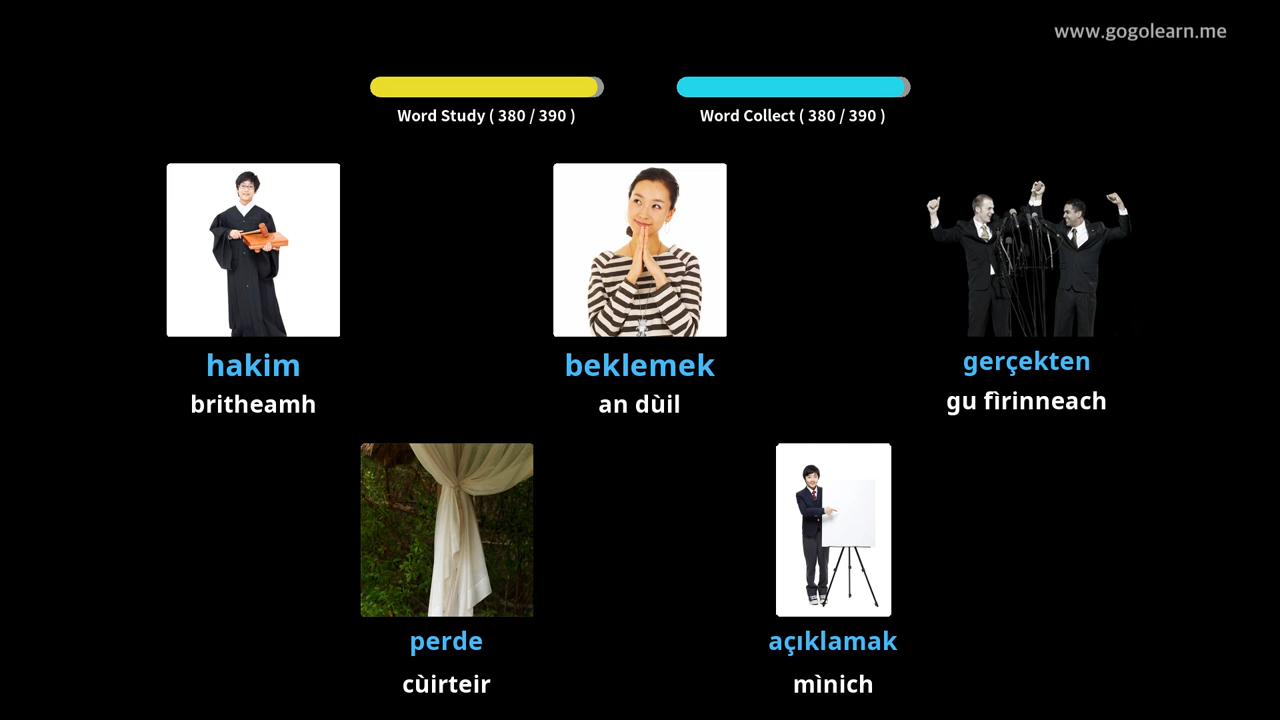 www.gogolearn.me
Word Study ( 380 / 390 )
Word Collect ( 380 / 390 )
hakim
britheamh
beklemek
an dùil
gerçekten
gu fìrinneach
perde
cùirteir
açıklamak
mìnich